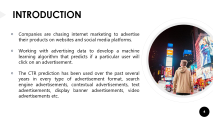 INTRODUCTION
Companies are chasing internet marketing to advertise
their products on websites and social media platforms.
Working with advertising data to develop a machine
learning algorithm that predicts if a particular user will
click on an advertisement.
The CTR prediction has been used over the past several
years in every type of advertisement format, search
engine advertisements, contextual advertisements, text
advertisements, display banner advertisements, video
advertisements etc.